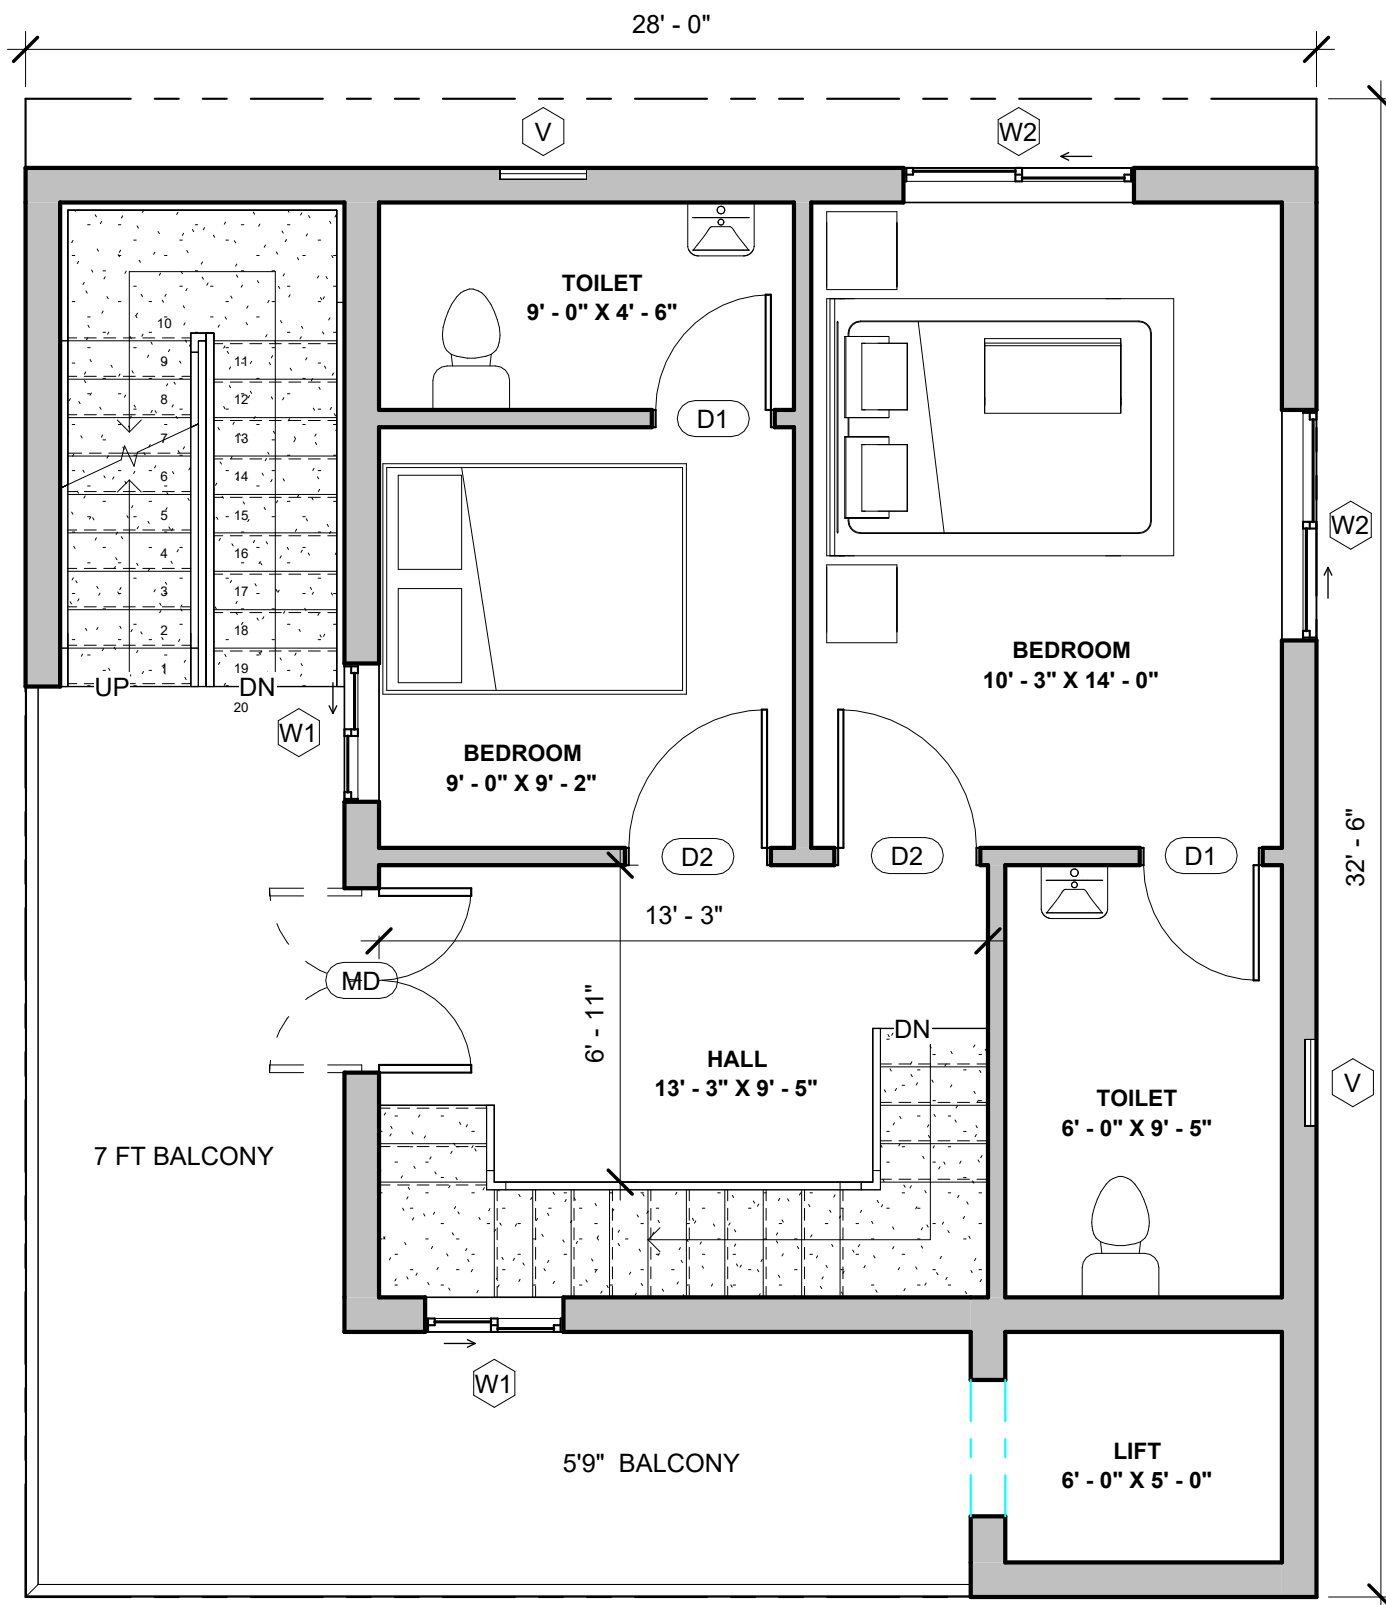 28' - 0"
V
W2
TOILET
9' - 0" X 4' - 6"
10
9
11
8
12
D1
7
13
6
14
5
15
W2
4
16
3
17
2
18
BEDROOM
10' - 3" X 14' - 0"
1
19
UP
DN
20
W1
BEDROOM
9' - 0" X 9' - 2"
D2
D2
D1
32' - 6"
13' - 3"
MD
6' - 11"
DN
HALL
13' - 3" X 9' - 5"
V
TOILET
6' - 0" X 9' - 5"
7 FT BALCONY
W1
5'9" BALCONY
LIFT
6' - 0" X 5' - 0"